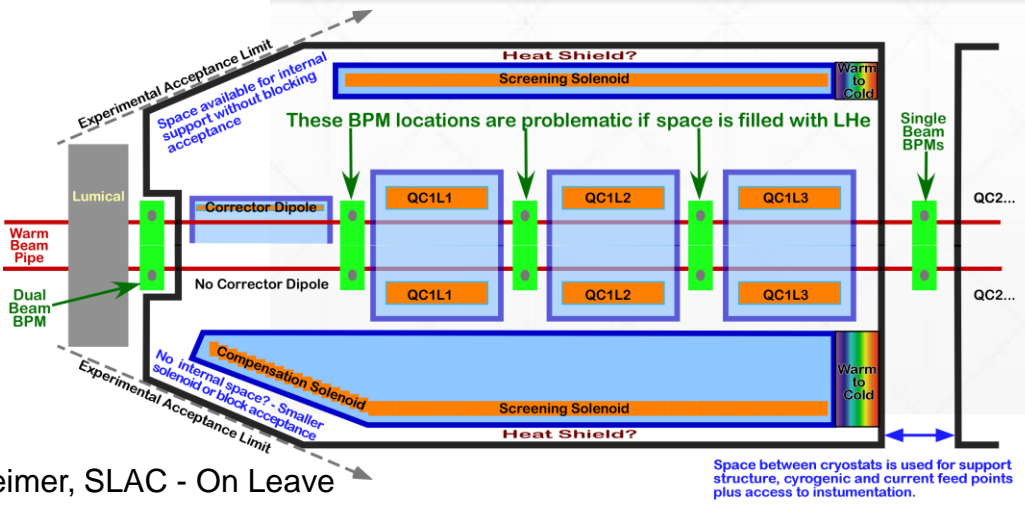 Experimental Acceptance Limit
Space available for internal
support without blocking
acceptance
Heat Shield?
Screening Solenoid
Warm
to
Cold
These BPM locations are problematic if space is filled with LHe
Single
Beam
BPMs
Lumical
Corrector Dipole
QC1L1
QC1L2
QC1L3
QC2...
Warm
Beam
Pipe
No Corrector Dipole
Dual
Beam
BPM
QC1L1
QC1L2
QC1L3
QC2...
Compensation Solenoid
No internal space? - Smaller
solenoid or block acceptance
Screening Solenoid
Warm
to
Cold
Heat Shield?
Experimental Acceptance Limit
Space between cryostats is used for support
structure, cyrogenic and current feed points
plus access to instumentation.
eimer, SLAC - On Leave